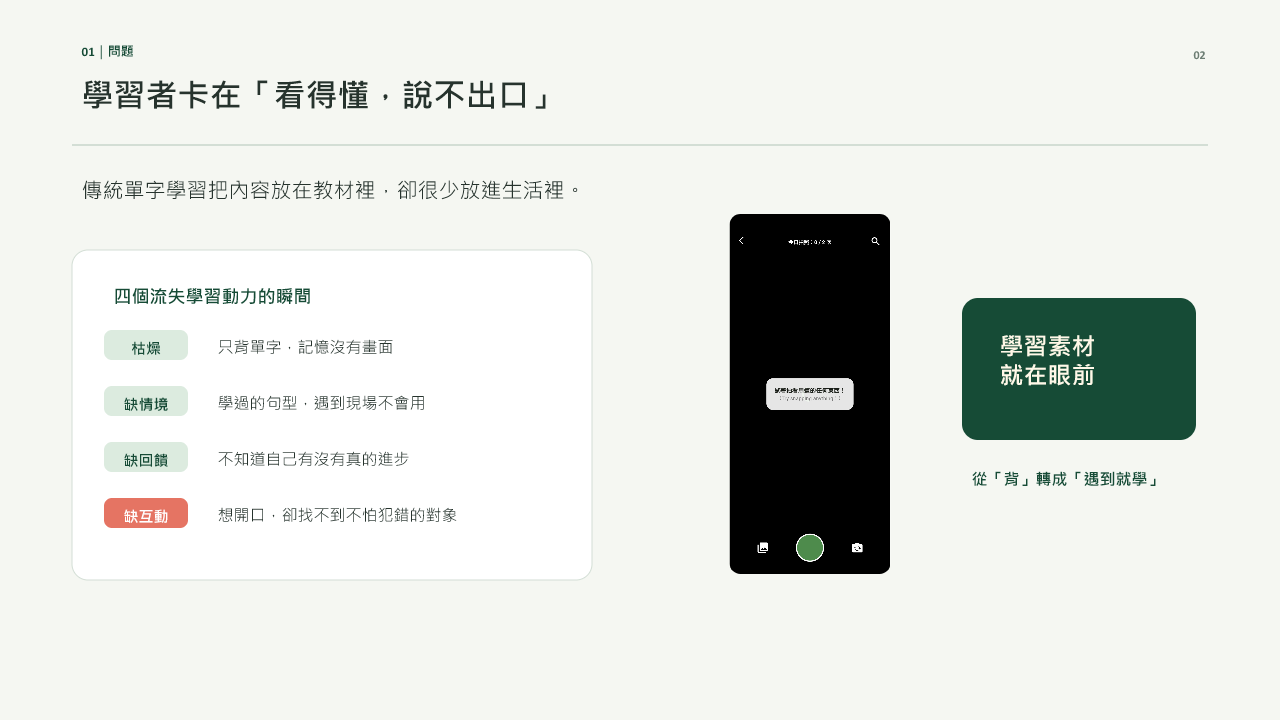 01｜問題
02
學習者卡在「看得懂，說不出口」
傳統單字學習把內容放在教材裡，卻很少放進生活裡。
四個流失學習動力的瞬間
枯燥
只背單字，記憶沒有畫面
缺情境
學過的句型，遇到現場不會用
缺回饋
不知道自己有沒有真的進步
缺互動
想開口，卻找不到不怕犯錯的對象
(Try snapping anything!)
學習素材
就在眼前
從「背」轉成「遇到就學」